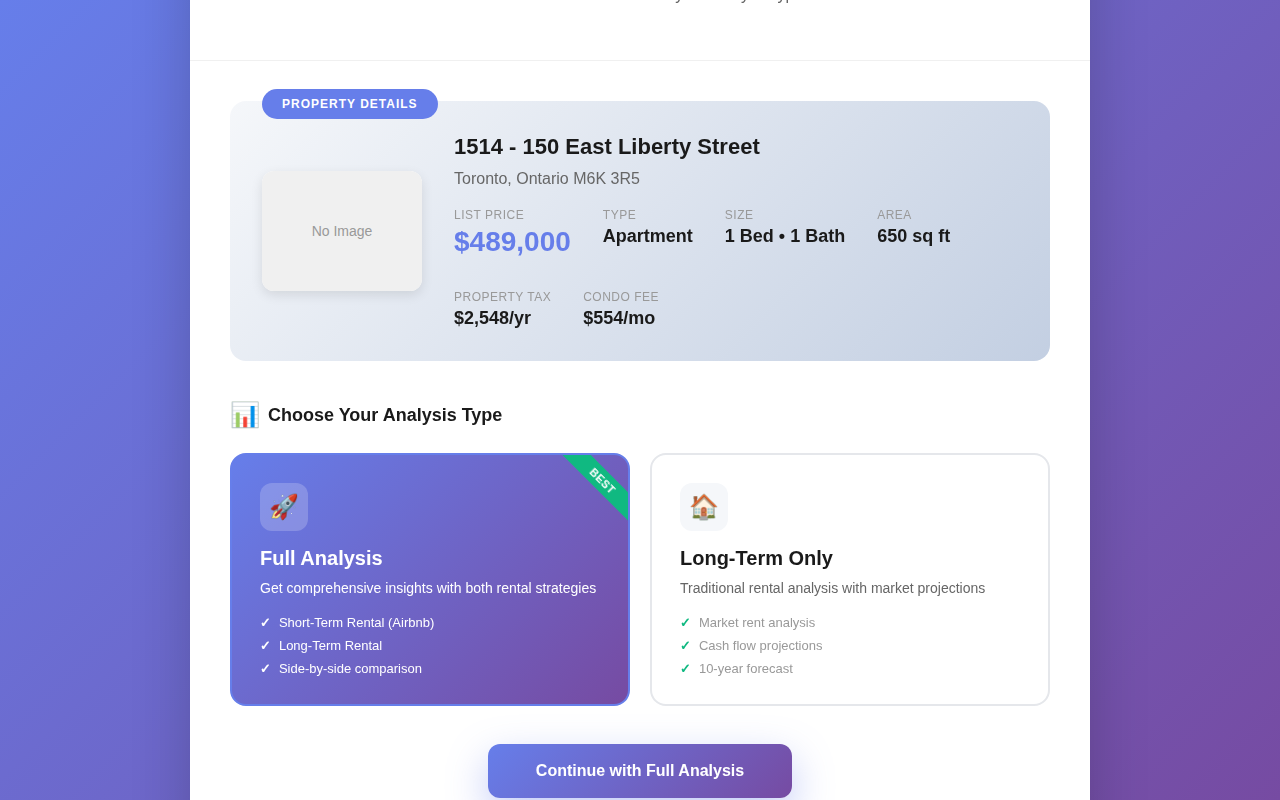 PROPERTY DETAILS
1514 - 150 East Liberty Street
Toronto, Ontario M6K 3R5
No Image
LIST PRICE
$489,000
TYPE
Apartment
SIZE
1 Bed • 1 Bath
AREA
650 sq ft
PROPERTY TAX
$2,548/yr
CONDO FEE
$554/mo
📊 Choose Your Analysis Type
BEST
Full Analysis
Get comprehensive insights with both rental strategies
✓ Short-Term Rental (Airbnb)
✓ Long-Term Rental
✓ Side-by-side comparison
Long-Term Only
Traditional rental analysis with market projections
✓ Market rent analysis
✓ Cash flow projections
✓ 10-year forecast
Continue with Full Analysis